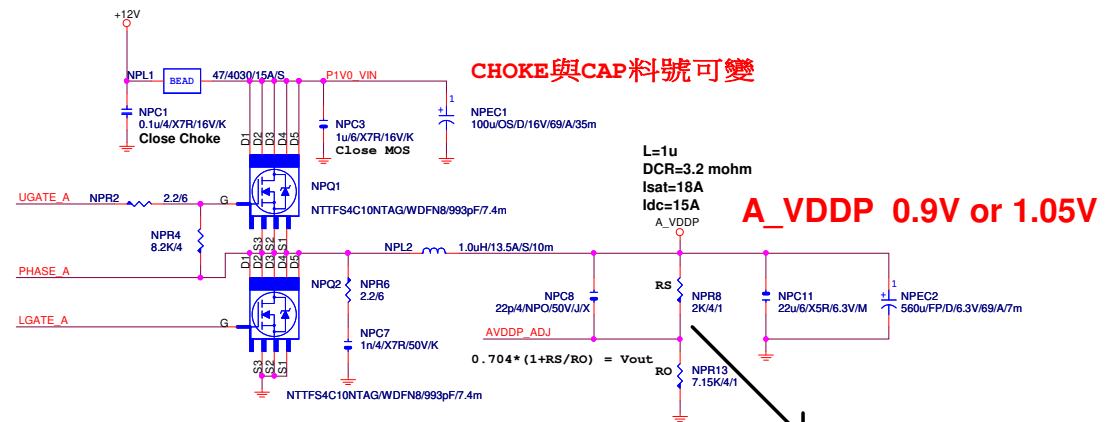 +12V
NPL1
BEAD
47/4030/15A/S
P1V0_VIN
CHOKE與CAP料號可變
NPC1
0.1u/4/X7R/16V/K
Close Choke
NPC3
1u/6/X7R/16V/K
Close MOS
1
+
NPEC1
100u/OS/D/16V/69/A/35m
D1
D2
D3
D4
D5
L=1u
DCR=3.2 mohm
Isat=18A
Idc=15A
A_VDDP
A_VDDP 0.9V or 1.05V
UGATE_A
NPR2
2.2/6
G
NPQ1
NTTFS4C10NTAG/WDFN8/993pF/7.4m
NPR4
8.2K/4
S3
S2
S1
PHASE_A
D1
D2
D3
D4
D5
NPL2
1.0uH/13.5A/S/10m
NPQ2
NPR6
2.2/6
LGATE_A
G
NPC7
1n/4/X7R/50V/K
S3
S2
S1
NTTFS4C10NTAG/WDFN8/993pF/7.4m
NPC8
22p/4/NPO/50V/J/X
RS
NPR8
2K/4/1
NPC11
22u/6/X5R/6.3V/M
1
+
NPEC2
560u/FP/D/6.3V/69/A/7m
AVDDP_ADJ
0.704*(1+RS/RO) = Vout
RO
NPR13
7.15K/4/1